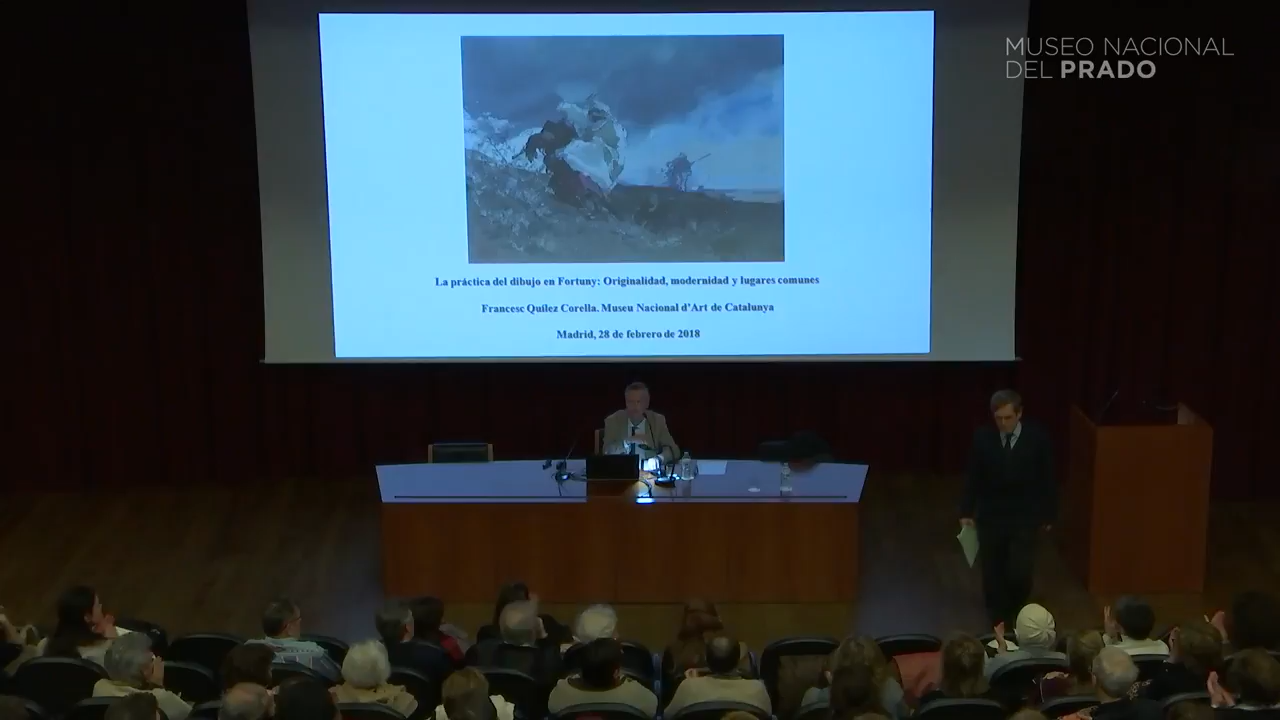 MUSEO NACIONAL
DEL PRADO
La práctica del dibujo en Fortuny: Originalidad, modernidad y lugares comunes
Francesc Quílez Corella. Museu Nacional d'Art de Catalunya
Madrid, 28 de febrero de 2018